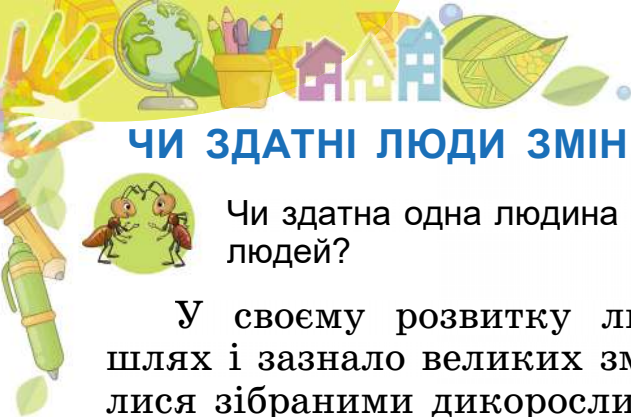 ЧИ ЗДАТНІ ЛЮДИ ЗМІН
Чи здатна одна людина
людей?
У своєму розвитку лю
шлях і зазнало великих зм
лися зібраними дикоросли